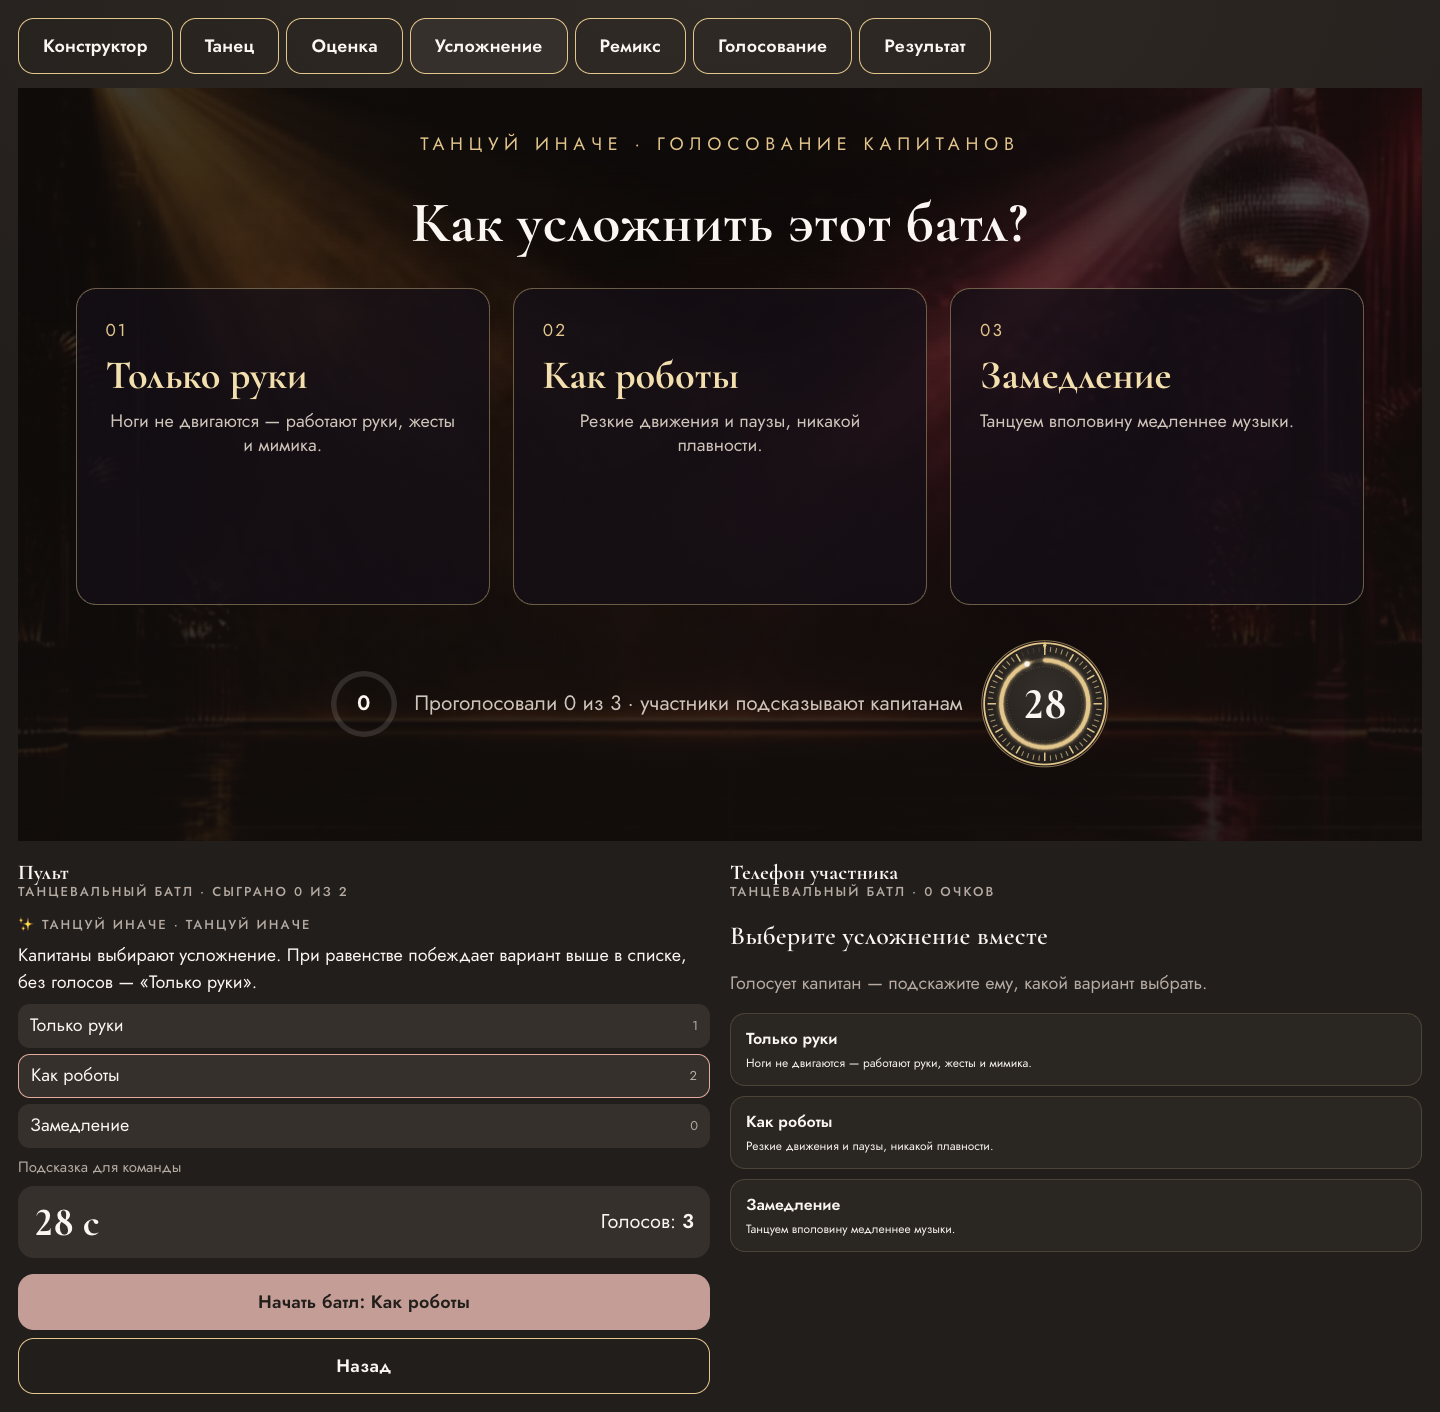 Конструктор Танец Оценка Усложнение Ремикс Голосование Результат
ТАНЦУЙ ИНАЧЕ · ГОЛОСОВАНИЕ КАПИТАНОВ
Как усложнить этот батл?
01
Только руки
Ноги не двигаются — работают руки, жесты
и мимика.
02
Как роботы
Резкие движения и паузы, никакой
плавности.
03
Замедление
Танцуем вполовину медленнее музыки.
0 Проголосовали 0 из 3 · участники подсказывают капитанам 28
Пульт
ТАНЦЕВАЛЬНЫЙ БАТЛ · СЫГРАНО 0 ИЗ 2
✨ ТАНЦУЙ ИНАЧЕ · ТАНЦУЙ ИНАЧЕ
Капитаны выбирают усложнение. При равенстве побеждает вариант выше в списке,
без голосов — «Только руки».
Только руки 1
Как роботы 2
Замедление 0
Подсказка для команды
28 с Голосов: 3
Начать батл: Как роботы
Назад
Телефон участника
ТАНЦЕВАЛЬНЫЙ БАТЛ · 0 ОЧКОВ
Выберите усложнение вместе
Голосует капитан — подскажите ему, какой вариант выбрать.
Только руки
Ноги не двигаются — работают руки, жесты и мимика.
Как роботы
Резкие движения и паузы, никакой плавности.
Замедление
Танцуем вполовину медленнее музыки.